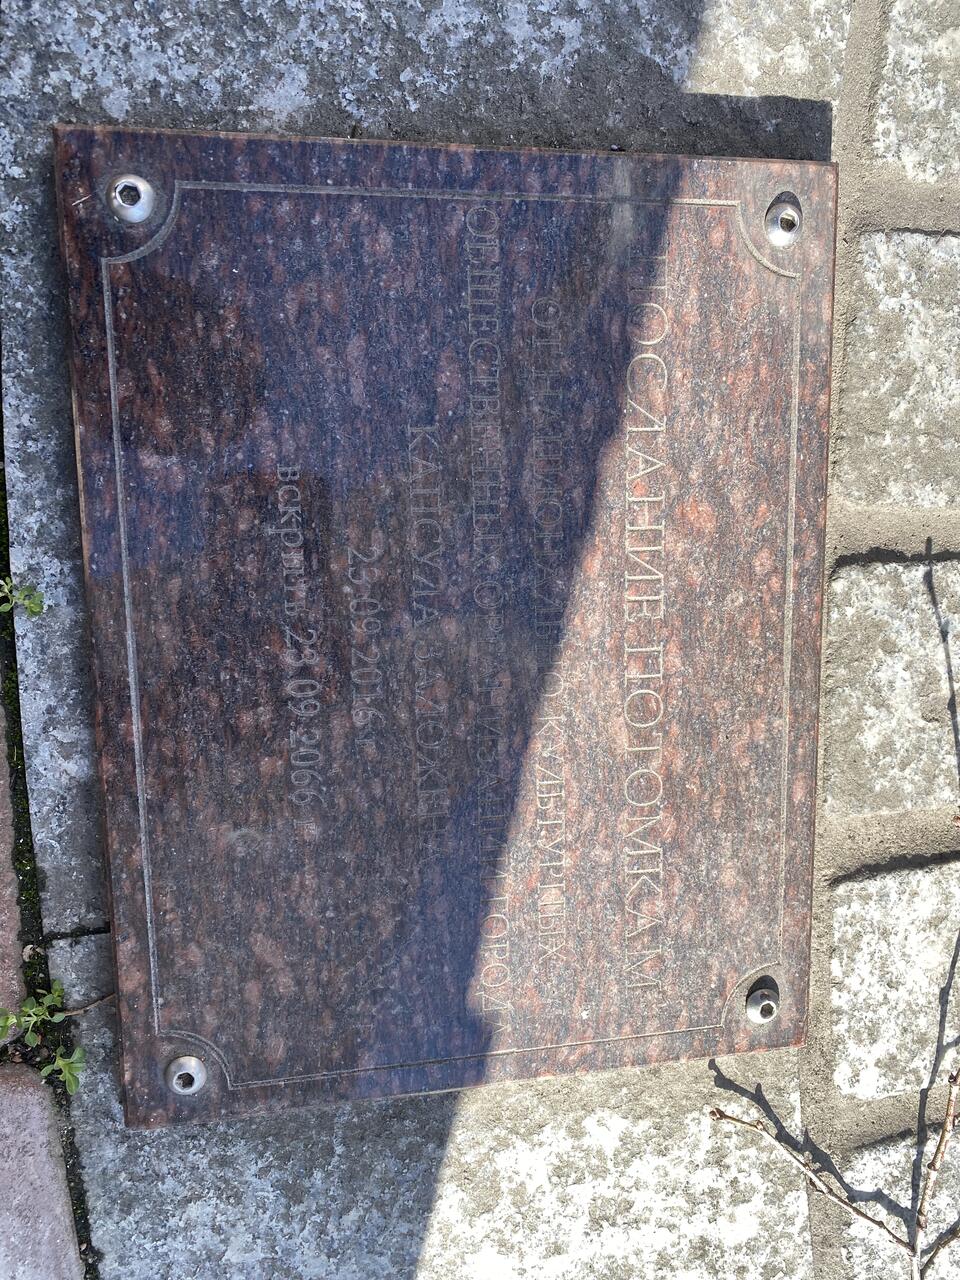 ПОСЛАНИЕ ПОТОМКАМ
ОТ НАЦИОНАЛЬНО КУЛЬТУРНЫХ
ОБЩЕСТВЕННЫХ ОРГАНИЗАЦИЙ ГОРОДА
КАПСУЛА ЗАЛОЖЕНА
23 09 2016 г
вскрыть 23 09 2066 г